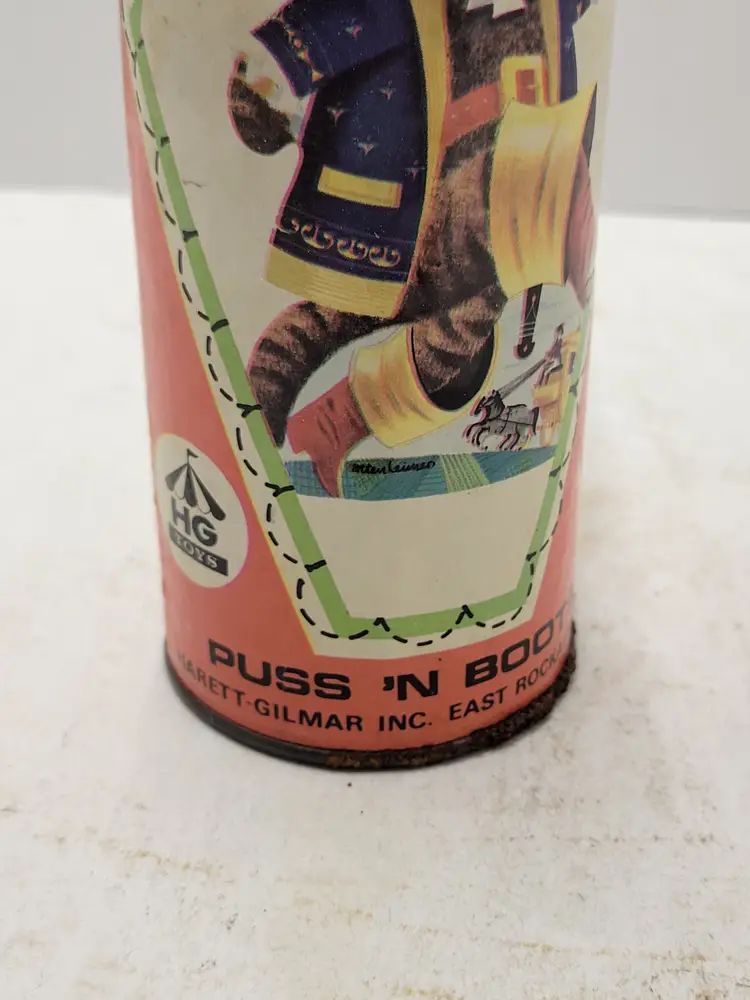 HG
TOYS
PUSS 'N BOOT
HARETT-GILMAR INC. EAST ROCK